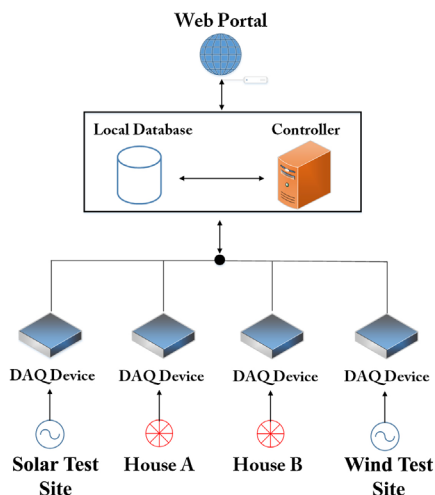 Web Portal
Local Database
Controller
DAQ Device
DAQ Device
DAQ Device
DAQ Device
Solar Test
Site
House A
House B
Wind Test
Site